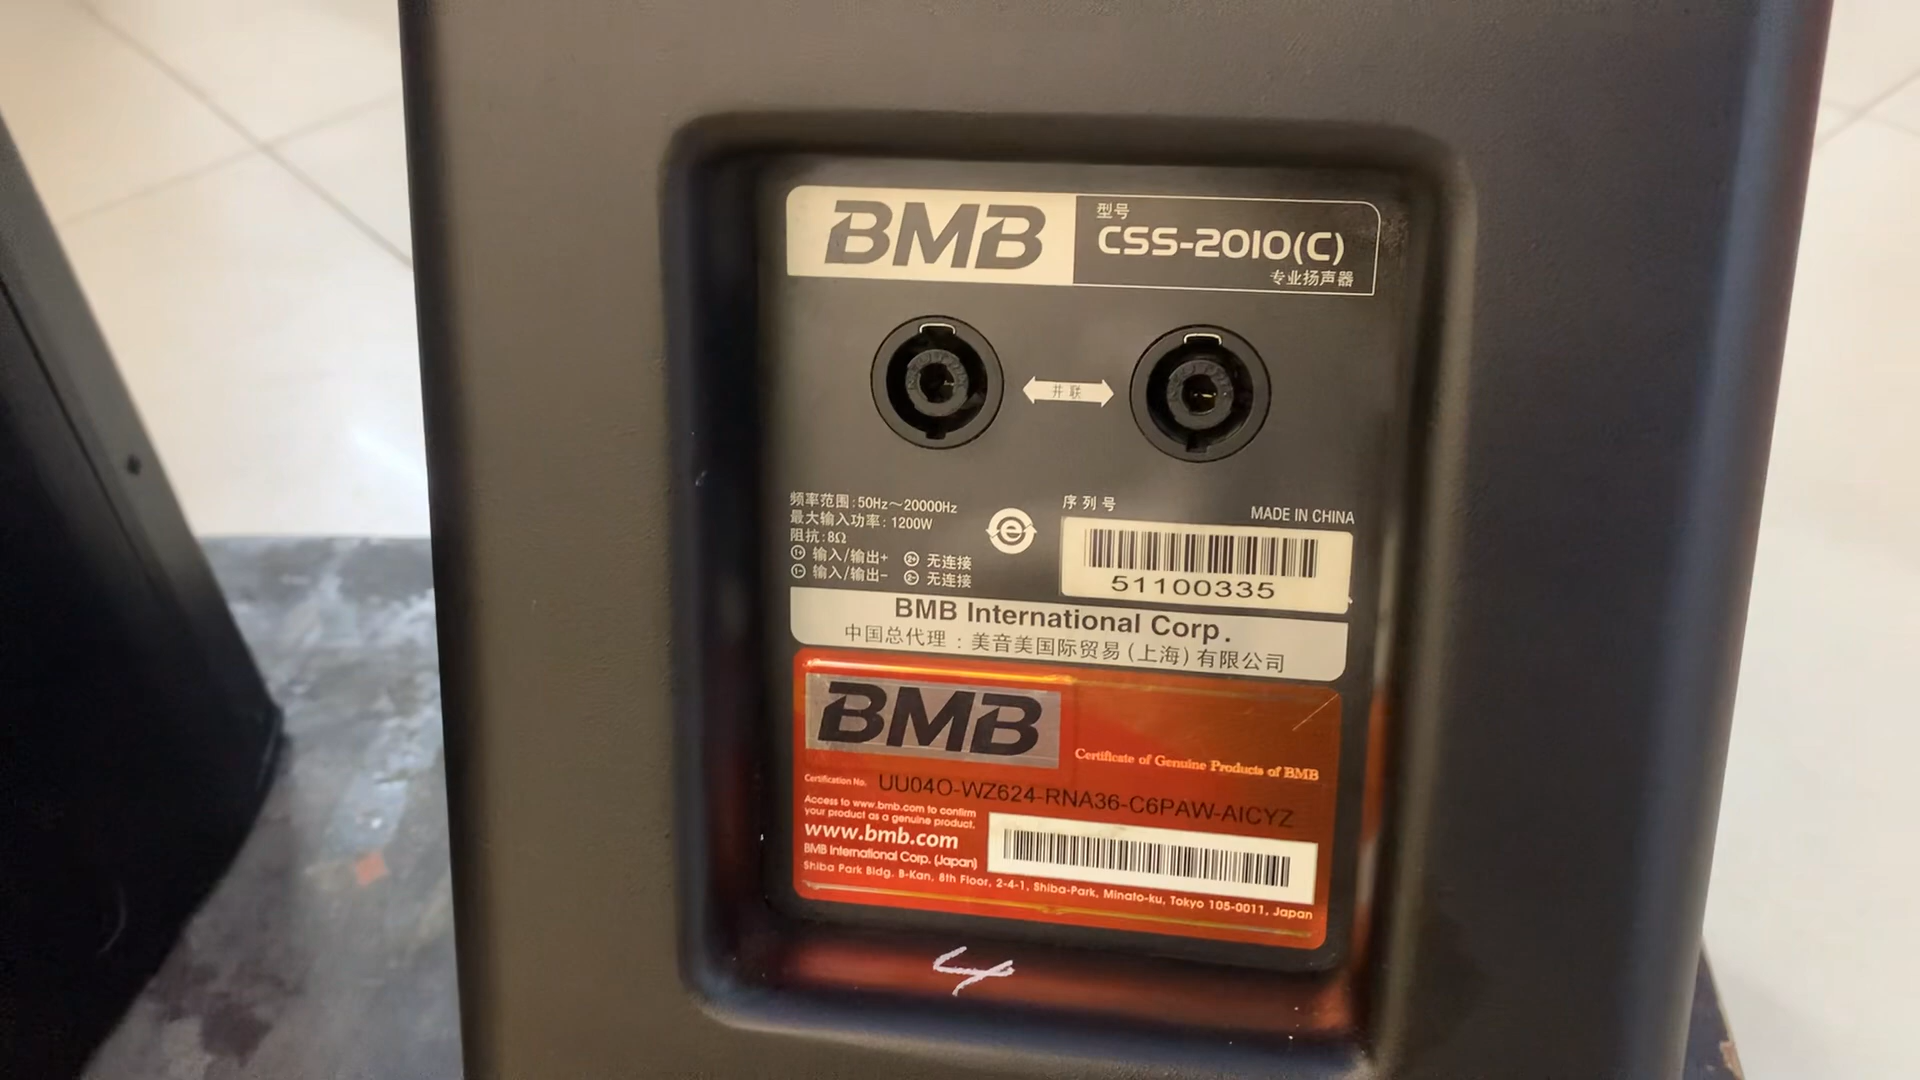 BMB
型号
CSS-2010(C)
专业扬声器
并联
频率范围:50Hz～20000Hz
最大输入功率:1200W
阻抗:8Ω
1+ 输入/输出+ 2+ 无连接
1- 输入/输出- 2- 无连接
e
序列号
MADE IN CHINA
51100335
BMB International Corp.
中国总代理：美音美国际贸易(上海)有限公司
BMB
Certificate of Genuine Products of BMB
Certification No. UU04O-WZ624-RNA36-C6PAW-AICYZ
Access to www.bmb.com to confirm
your product as a genuine product.
www.bmb.com
BMB International Corp. (Japan)
Shiba Park Bldg. B-Kan, 8th Floor, 2-4-1, Shiba-Park, Minato-ku, Tokyo 105-0011, Japan
4